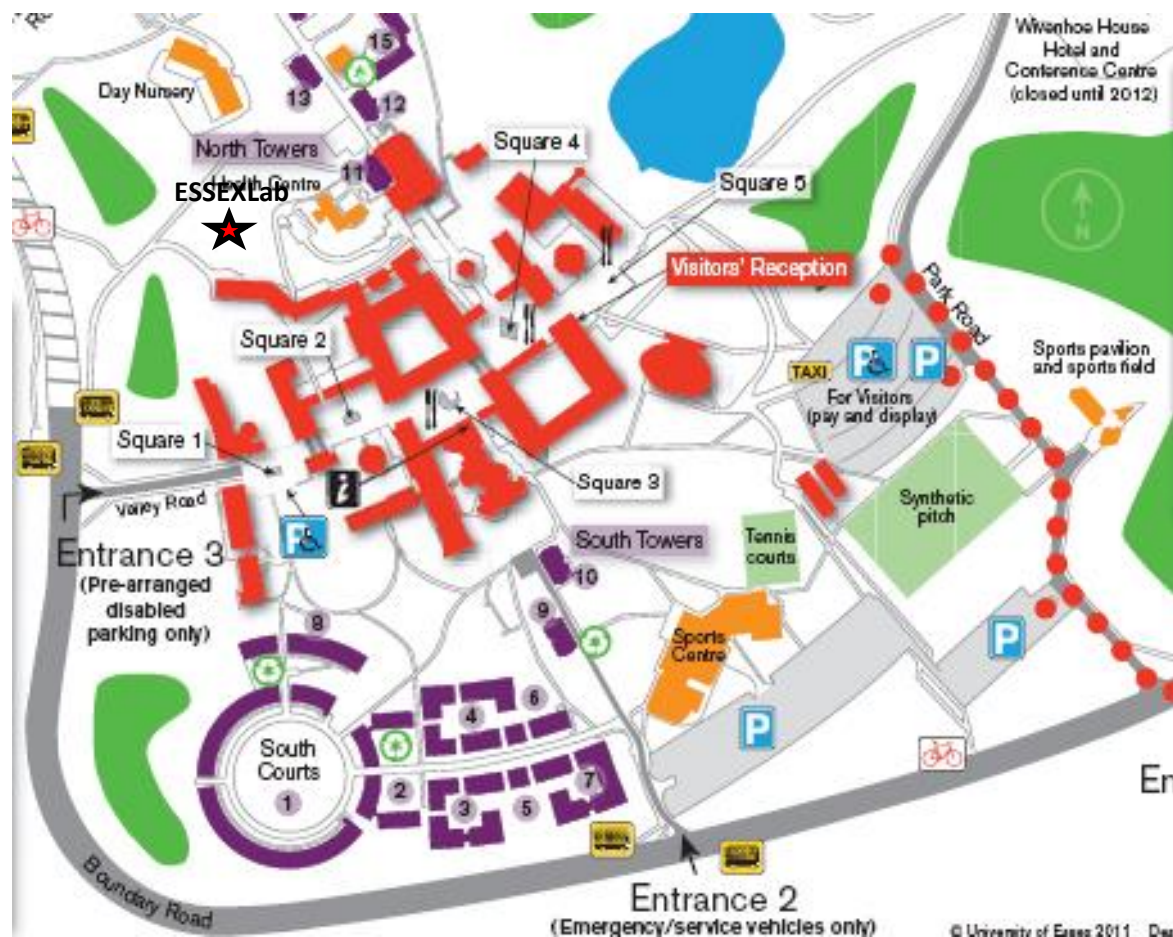 Wivenhoe House
Hotel and
Conference Centre
(closed until 2012)
15
Day Nursery
13
12
North Towers
11
Health Centre
ESSEXLab
Square 4
Square 5
Visitors' Reception
Park Road
N
Square 2
TAXI
P
P
For Visitors
(pay and display)
Sports pavilion
and sports field
Square 1
i
Square 3
Valley Road
P
Synthetic
pitch
Entrance 3
(Pre-arranged
disabled
parking only)
South Towers
10
Tennis
courts
9
8
Sports
Centre
P
P
6
4
South
Courts
1
2
3
5
7
En
Boundary Road
Entrance 2
(Emergency/service vehicles only)
© University of Essex 2011